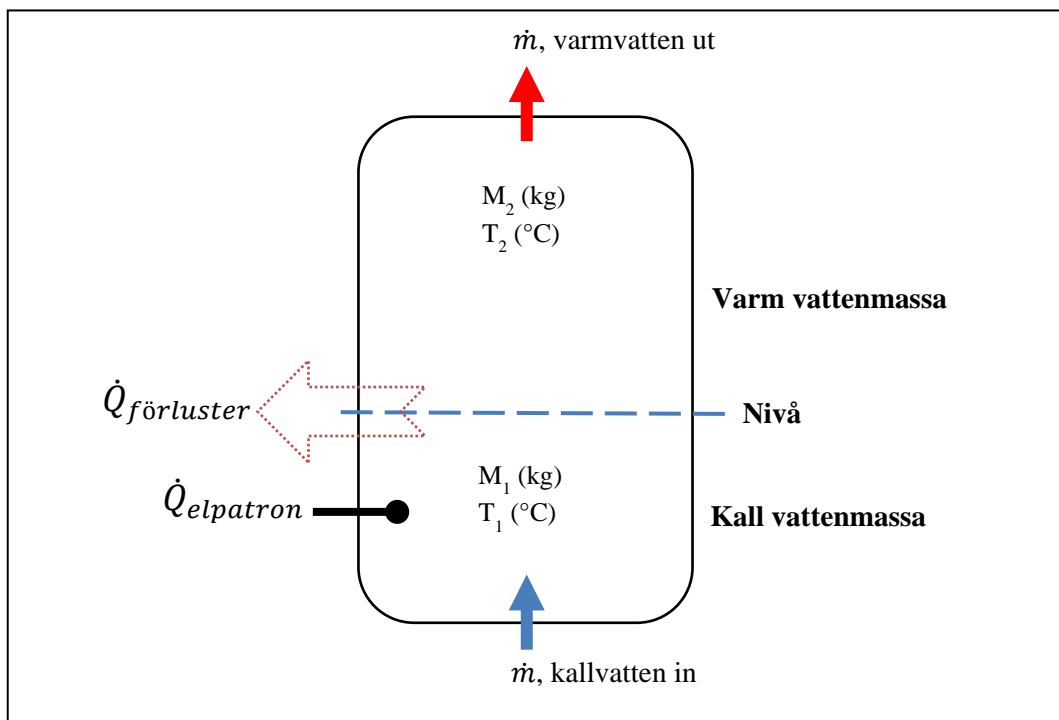 ṁ, varmvatten ut
M₂ (kg)
T₂ (°C)
Varm vattenmassa
Q̇förluster
Nivå
M₁ (kg)
T₁ (°C)
Q̇elpatron
Kall vattenmassa
ṁ, kallvatten in